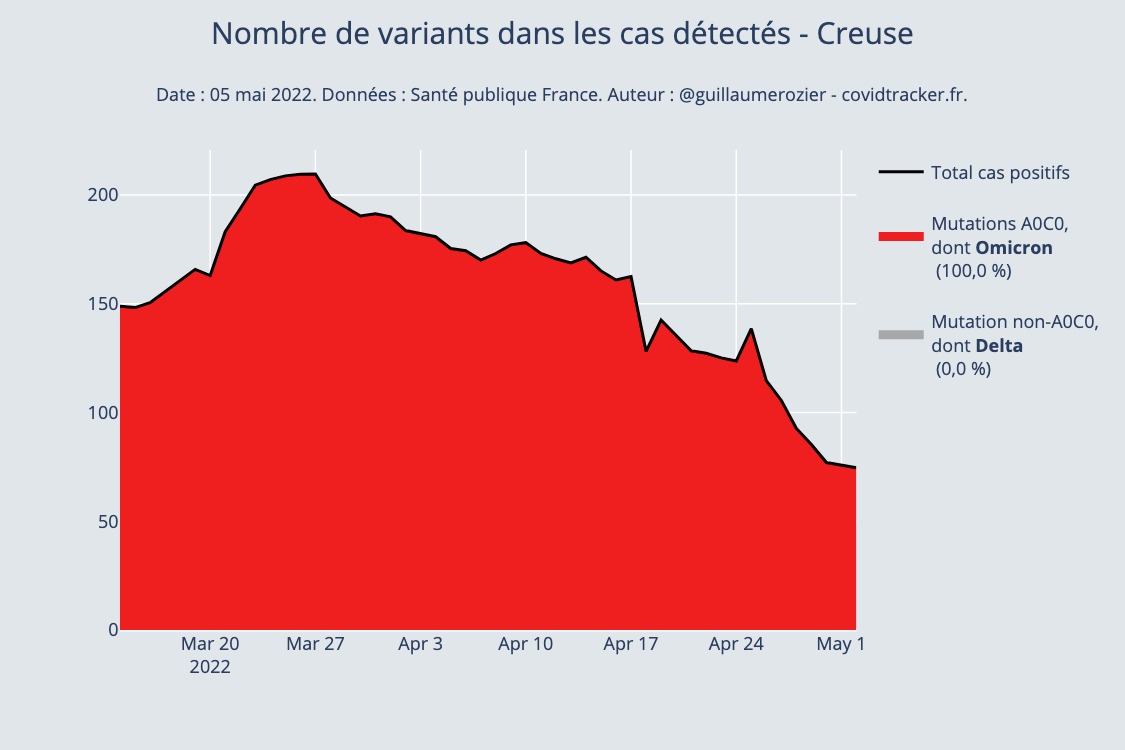 Nombre de variants dans les cas détectés - Creuse
Date : 05 mai 2022. Données : Santé publique France. Auteur : @guillaumerozier - covidtracker.fr.
Total cas positifs
Mutations A0C0,
dont Omicron
(100,0 %)
Mutation non-A0C0,
dont Delta
(0,0 %)
200
150
100
50
0
Mar 20
2022
Mar 27
Apr 3
Apr 10
Apr 17
Apr 24
May 1